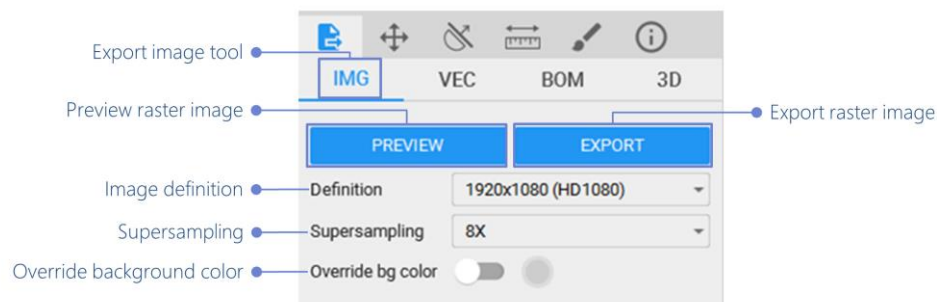 Export image tool
IMG VEC BOM 3D
Preview raster image
Export raster image
PREVIEW EXPORT
Image definition
Definition 1920x1080 (HD1080)
Supersampling
Supersampling 8X
Override background color
Override bg color